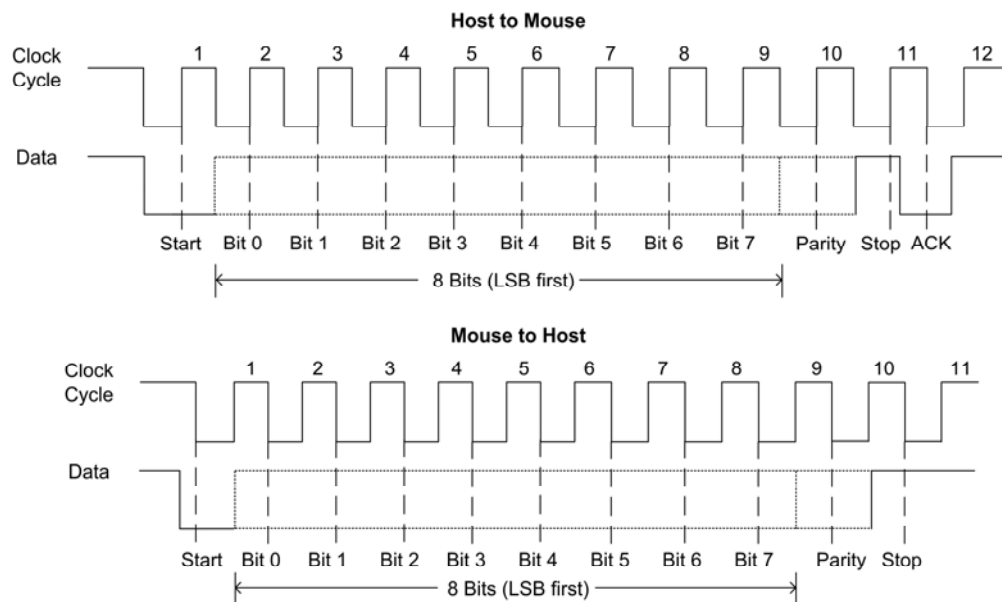 Host to Mouse
Clock Cycle
1 2 3 4 5 6 7 8 9 10 11 12
Data
Start Bit 0 Bit 1 Bit 2 Bit 3 Bit 4 Bit 5 Bit 6 Bit 7 Parity Stop ACK
8 Bits (LSB first)
Mouse to Host
Clock Cycle
1 2 3 4 5 6 7 8 9 10 11
Data
Start Bit 0 Bit 1 Bit 2 Bit 3 Bit 4 Bit 5 Bit 6 Bit 7 Parity Stop
8 Bits (LSB first)